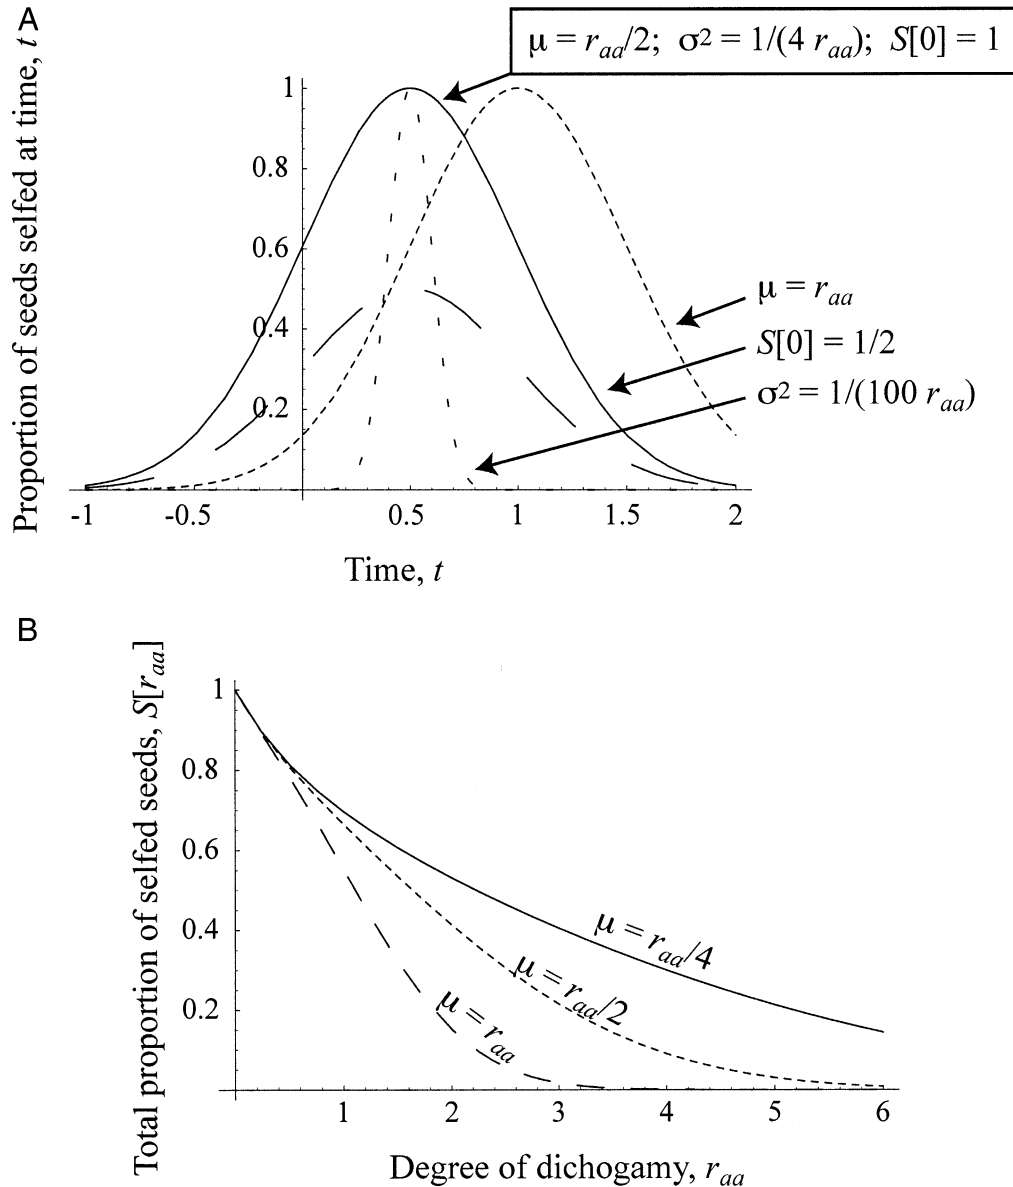 A
μ = r_aa/2; σ² = 1/(4 r_aa); S[0] = 1
Proportion of seeds selfed at time, t
1
0.8
0.6
0.4
0.2
μ = r_aa
S[0] = 1/2
σ² = 1/(100 r_aa)
-1
-0.5
0.5
1
1.5
2
Time, t
B
Total proportion of selfed seeds, S[r_aa]
1
0.8
0.6
0.4
0.2
μ = r_aa/4
μ = r_aa/2
μ = r_aa
1
2
3
4
5
6
Degree of dichogamy, r_aa